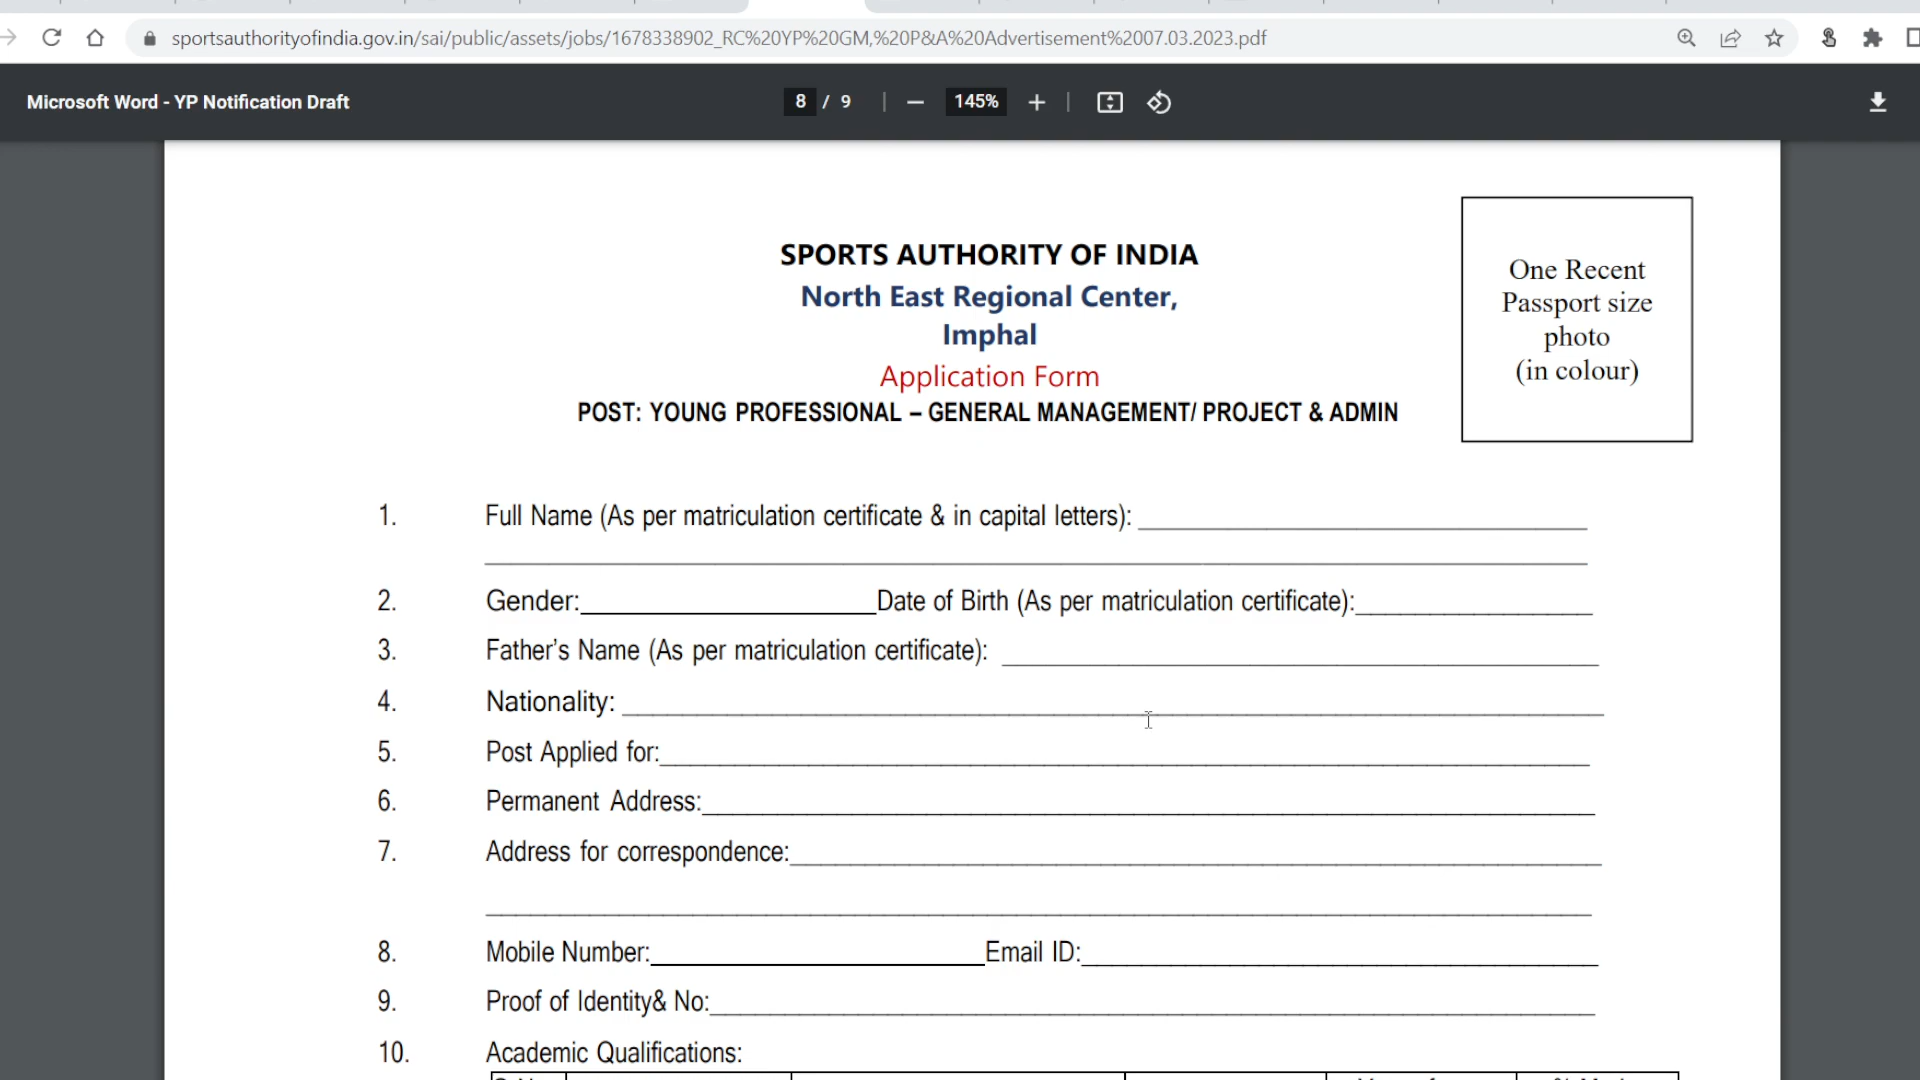 sportsauthorityofindia.gov.in/sai/public/assets/jobs/1678338902_RC%20YP%20GM,%20P&A%20Advertisement%2007.03.2023.pdf
Microsoft Word - YP Notification Draft
8 / 9
145%
SPORTS AUTHORITY OF INDIA
North East Regional Center,
Imphal
Application Form
POST: YOUNG PROFESSIONAL – GENERAL MANAGEMENT/ PROJECT & ADMIN
One Recent
Passport size
photo
(in colour)
1. Full Name (As per matriculation certificate & in capital letters):
2. Gender: Date of Birth (As per matriculation certificate):
3. Father's Name (As per matriculation certificate):
4. Nationality:
5. Post Applied for:
6. Permanent Address:
7. Address for correspondence:
8. Mobile Number: Email ID:
9. Proof of Identity& No:
10. Academic Qualifications: